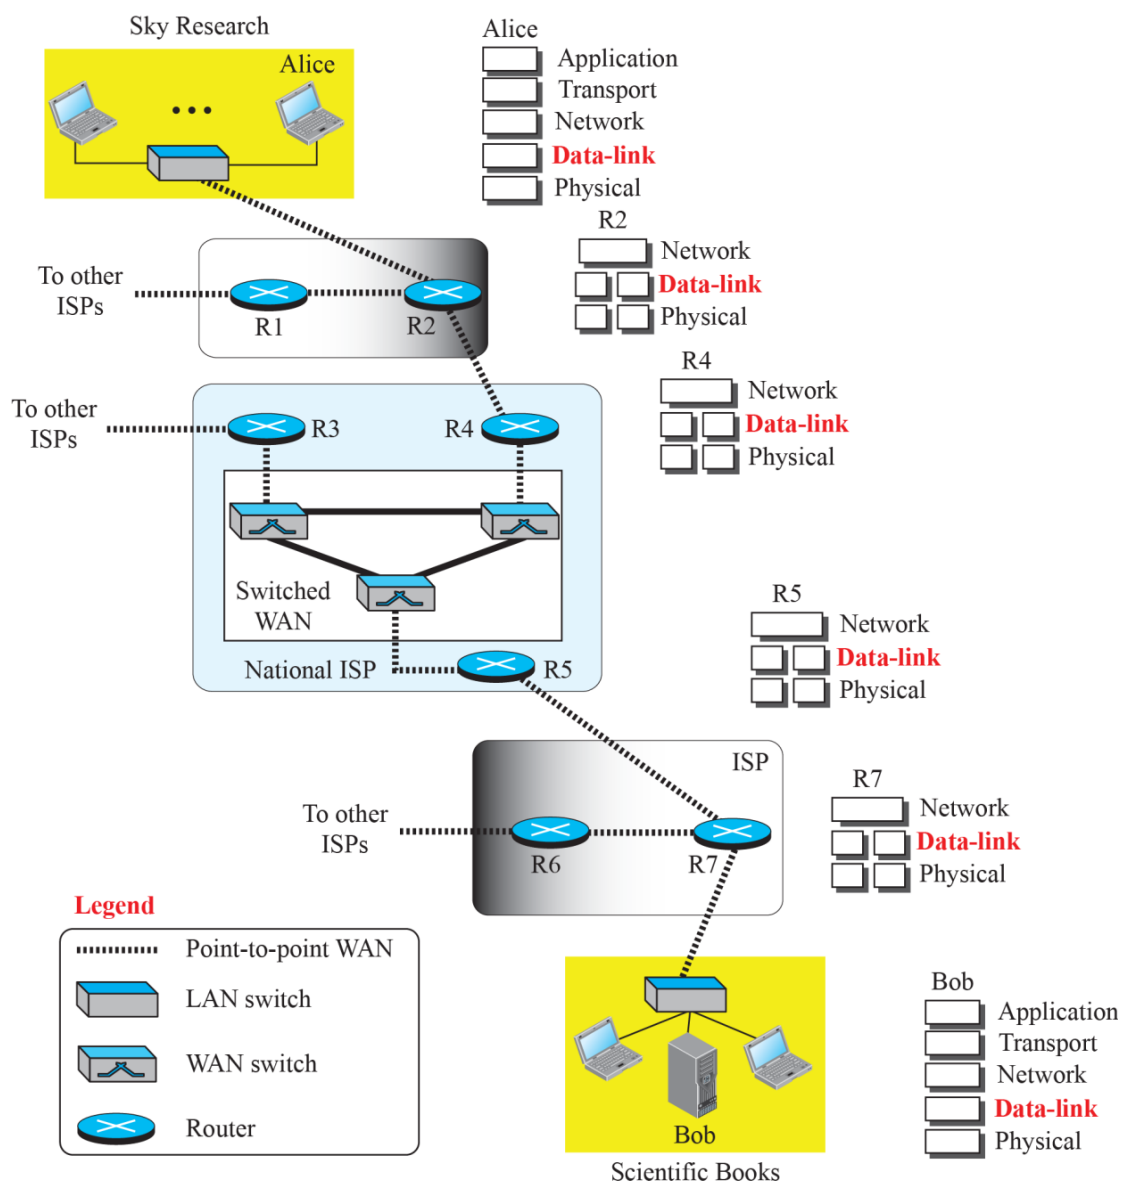 Sky Research
Alice
Alice
Application
Transport
Network
Data-link
Physical
R2
Network
Data-link
Physical
To other
ISPs
R1
R2
R4
Network
Data-link
Physical
To other
ISPs
R3
R4
Switched
WAN
National ISP
R5
R5
Network
Data-link
Physical
ISP
To other
ISPs
R6
R7
R7
Network
Data-link
Physical
Legend
Point-to-point WAN
LAN switch
WAN switch
Router
Bob
Scientific Books
Bob
Application
Transport
Network
Data-link
Physical